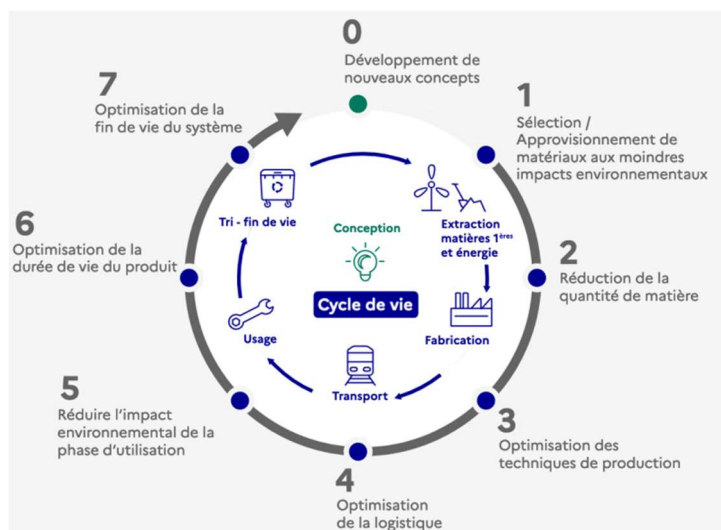 0
Développement de
nouveaux concepts
1
Sélection /
Approvisionnement de
matériaux aux moindres
impacts environnementaux
2
Réduction de la
quantité de matière
3
Optimisation des
techniques de production
4
Optimisation
de la logistique
5
Réduire l'impact
environnemental de la
phase d'utilisation
6
Optimisation de la
durée de vie du produit
7
Optimisation de la
fin de vie du système
Conception
Cycle de vie
Extraction
matières 1ères
et énergie
Fabrication
Transport
Usage
Tri - fin de vie